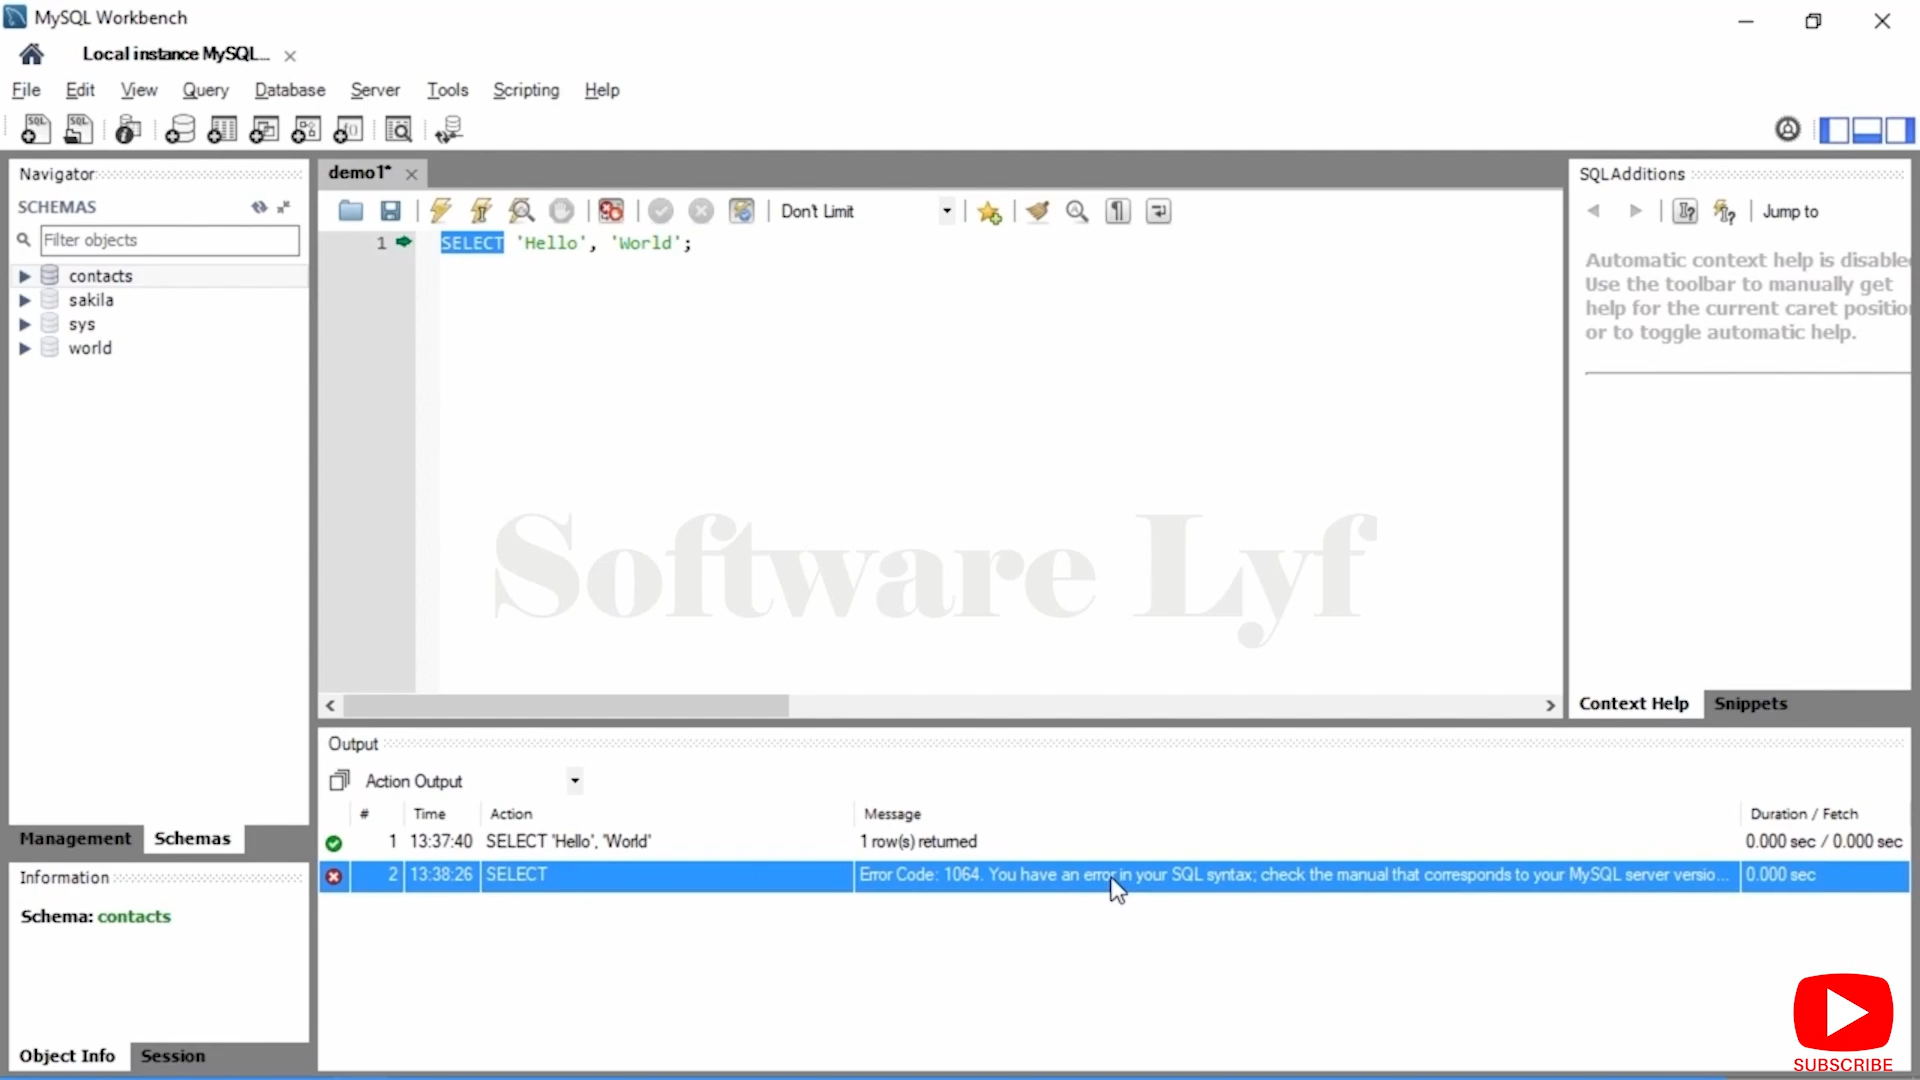 MySQL Workbench
Local instance MySQL...
File Edit View Query Database Server Tools Scripting Help
Navigator
SCHEMAS
Filter objects
contacts
sakila
sys
world
Management Schemas
Information
Schema: contacts
Object Info Session
demo1*
Don't Limit
1 SELECT 'Hello', 'World';
Software Lyf
SQLAdditions
Jump to
Automatic context help is disable
Use the toolbar to manually get
help for the current caret positio
or to toggle automatic help.
Context Help Snippets
Output
Action Output
# Time Action Message Duration / Fetch
1 13:37:40 SELECT 'Hello', 'World' 1 row(s) returned 0.000 sec / 0.000 sec
2 13:38:26 SELECT Error Code: 1064. You have an error in your SQL syntax; check the manual that corresponds to your MySQL server versio... 0.000 sec
SUBSCRIBE